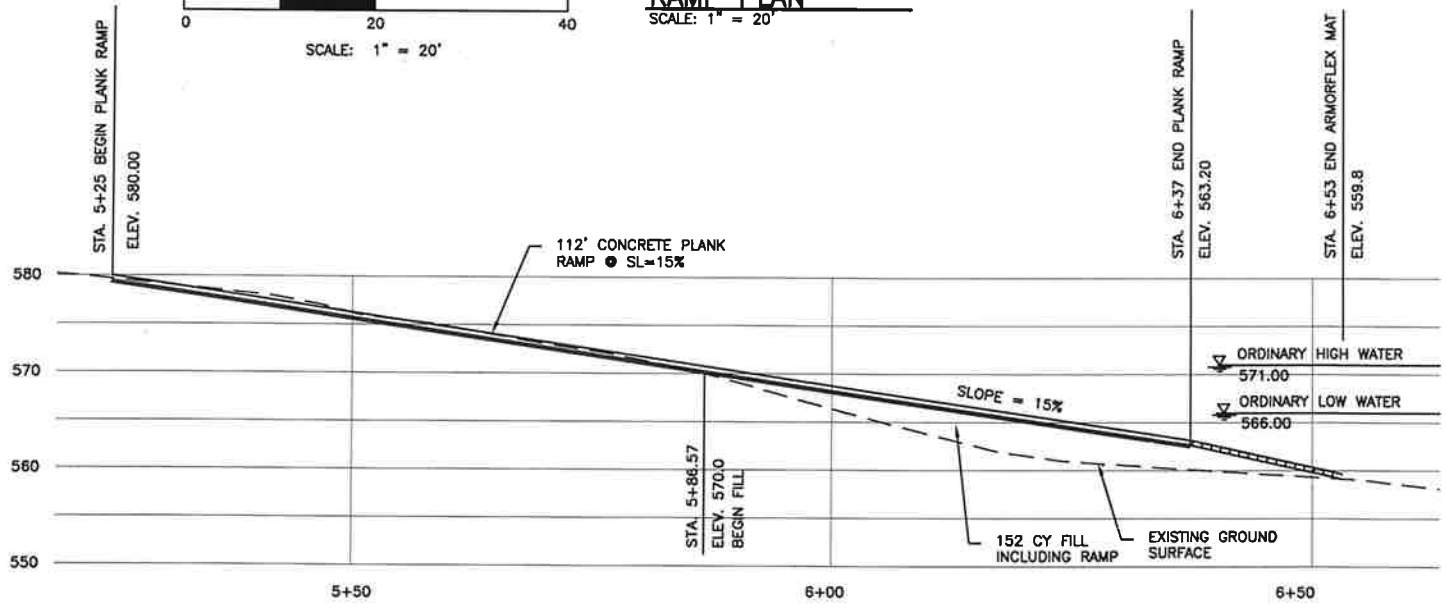 RAMP PLAN
SCALE: 1" = 20'
0 20 40
SCALE: 1" = 20'
STA. 5+25 BEGIN PLANK RAMP
ELEV. 580.00
STA. 6+37 END PLANK RAMP
ELEV. 563.20
STA. 6+53 END ARMORFLEX MAT
ELEV. 559.8
112' CONCRETE PLANK
RAMP @ SL=15%
580
570
560
550
ORDINARY HIGH WATER
571.00
ORDINARY LOW WATER
566.00
SLOPE = 15%
STA. 5+86.57
ELEV. 570.0
BEGIN FILL
152 CY FILL
INCLUDING RAMP
EXISTING GROUND
SURFACE
5+50 6+00 6+50